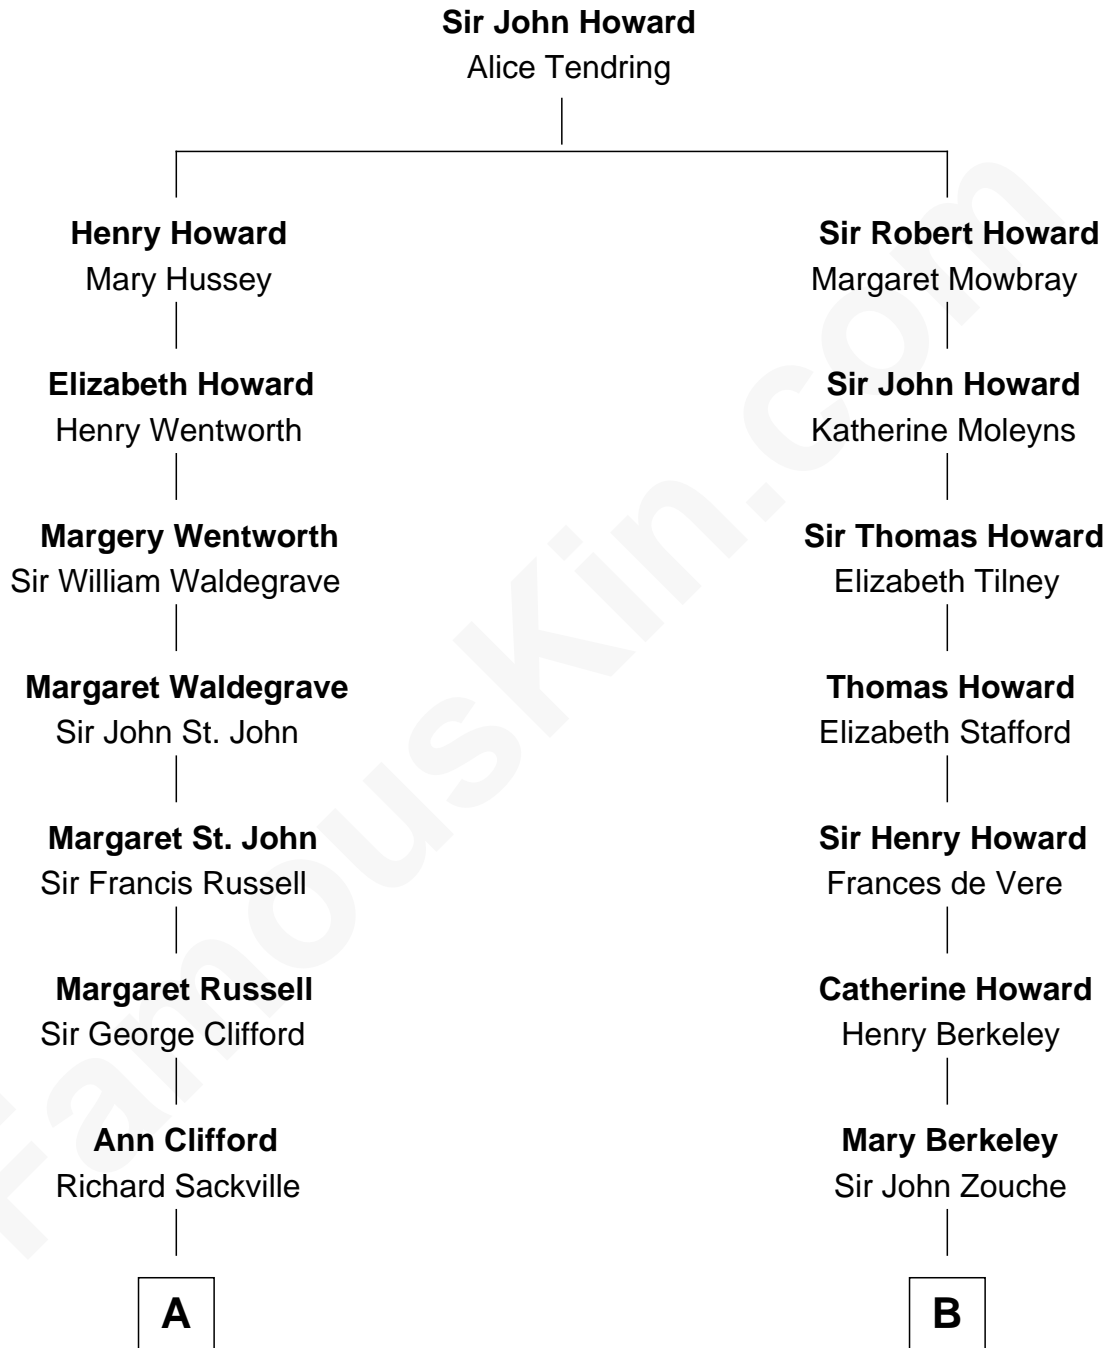 Sir John Howard
Alice Tendring
Henry Howard
Mary Hussey
Elizabeth Howard
Henry Wentworth
Margery Wentworth
Sir William Waldegrave
Margaret Waldegrave
Sir John St. John
Margaret St. John
Sir Francis Russell
Margaret Russell
Sir George Clifford
Ann Clifford
Richard Sackville
A
Sir Robert Howard
Margaret Mowbray
Sir John Howard
Katherine Moleyns
Sir Thomas Howard
Elizabeth Tilney
Thomas Howard
Elizabeth Stafford
Sir Henry Howard
Frances de Vere
Catherine Howard
Henry Berkeley
Mary Berkeley
Sir John Zouche
B
FamousKin.com